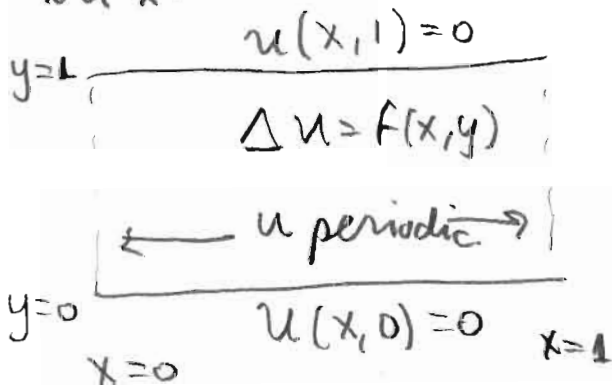 u(x,1)=0
y=1
Δu=f(x,y)
u periodic
y=0
u(x,0)=0
x=0
x=1